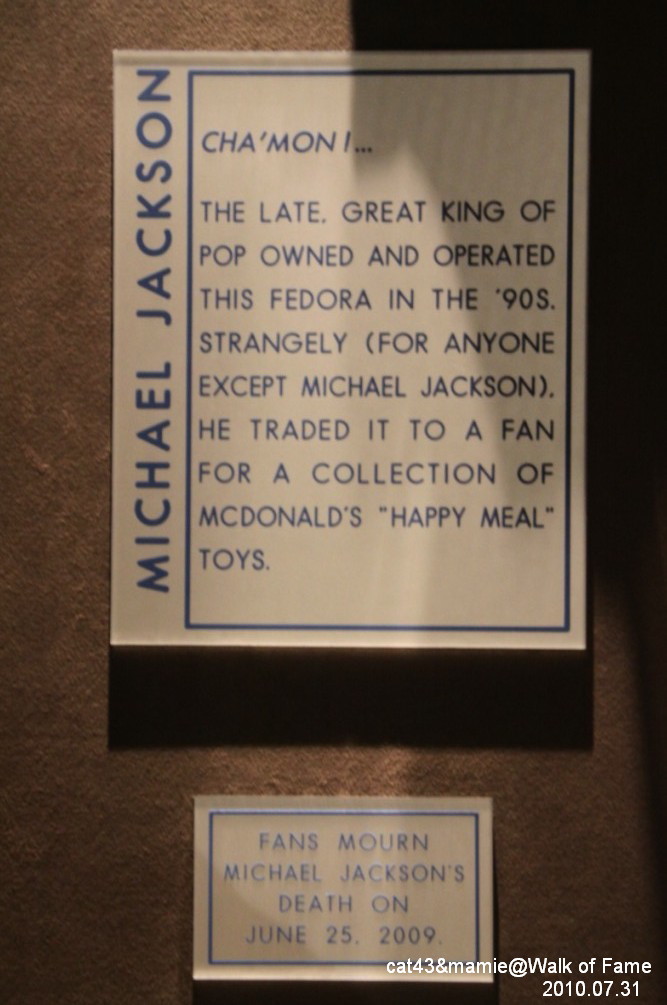 MICHAEL JACKSON
CHA'MON!...
THE LATE, GREAT KING OF
POP OWNED AND OPERATED
THIS FEDORA IN THE '90S.
STRANGELY (FOR ANYONE
EXCEPT MICHAEL JACKSON),
HE TRADED IT TO A FAN
FOR A COLLECTION OF
MCDONALD'S "HAPPY MEAL"
TOYS.
FANS MOURN
MICHAEL JACKSON'S
DEATH ON
JUNE 25, 2009.
cat43&mamie@Walk of Fame
2010.07.31